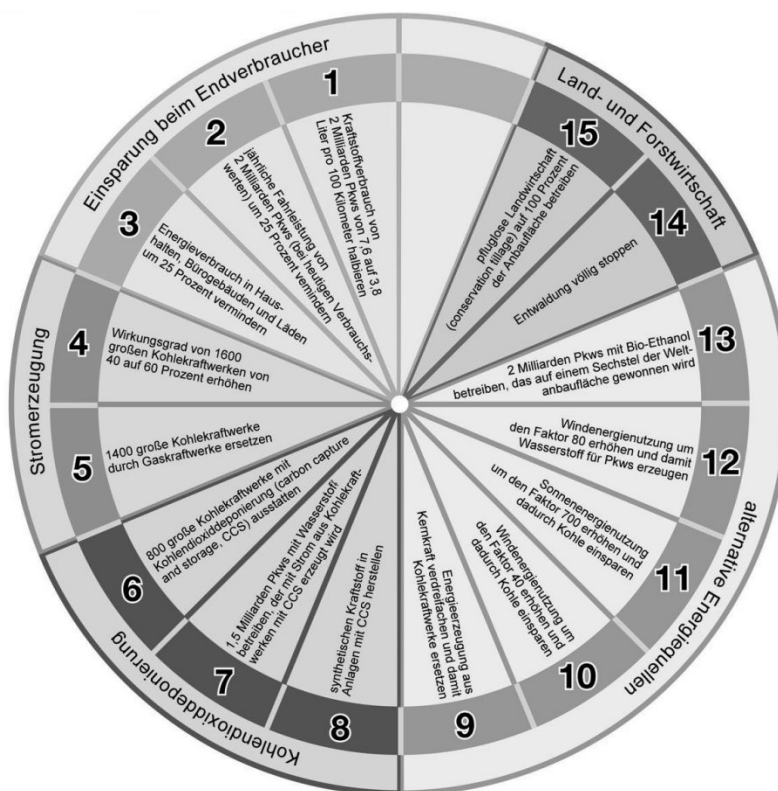 Einsparung beim Endverbraucher
1
Kraftstoffverbrauch von
2 Milliarden Pkws von 7,6 auf 3,8
Liter pro 100 Kilometer halbieren
2
jährliche Fahrleistung von
2 Milliarden Pkws (bei heutigen Verbrauchs-
werten) um 25 Prozent vermindern
3
Energieverbrauch in Haus-
halten, Bürogebäuden und Läden
um 25 Prozent vermindern
Stromerzeugung
4
Wirkungsgrad von 1600
großen Kohlekraftwerken von
40 auf 60 Prozent erhöhen
5
1400 große Kohlekraftwerke
durch Gaskraftwerke ersetzen
Kohlendioxiddeponierung
6
800 große Kohlekraftwerke mit
Kohlendioxiddeponierung (carbon capture
and storage, CCS) ausstatten
7
1,5 Milliarden Pkws mit Wasserstoff
betreiben, der mit Strom aus Kohlekraft-
werken mit CCS erzeugt wird
8
synthetischen Kraftstoff in
Anlagen mit CCS herstellen
alternative Energiequellen
9
Energieerzeugung aus
Kernkraft verdreifachen und damit
Kohlekraftwerke ersetzen
10
Windenergienutzung um
den Faktor 40 erhöhen und
dadurch Kohle einsparen
11
Sonnenenergienutzung
um den Faktor 700 erhöhen und
dadurch Kohle einsparen
12
Windenergienutzung um
den Faktor 80 erhöhen und damit
Wasserstoff für Pkws erzeugen
13
2 Milliarden Pkws mit Bio-Ethanol
betreiben, das auf einem Sechstel der Welt-
anbaufläche gewonnen wird
Land- und Forstwirtschaft
14
Entwaldung völlig stoppen
15
pfluglose Landwirtschaft
(conservation tillage) auf 100 Prozent
der Anbaufläche betreiben